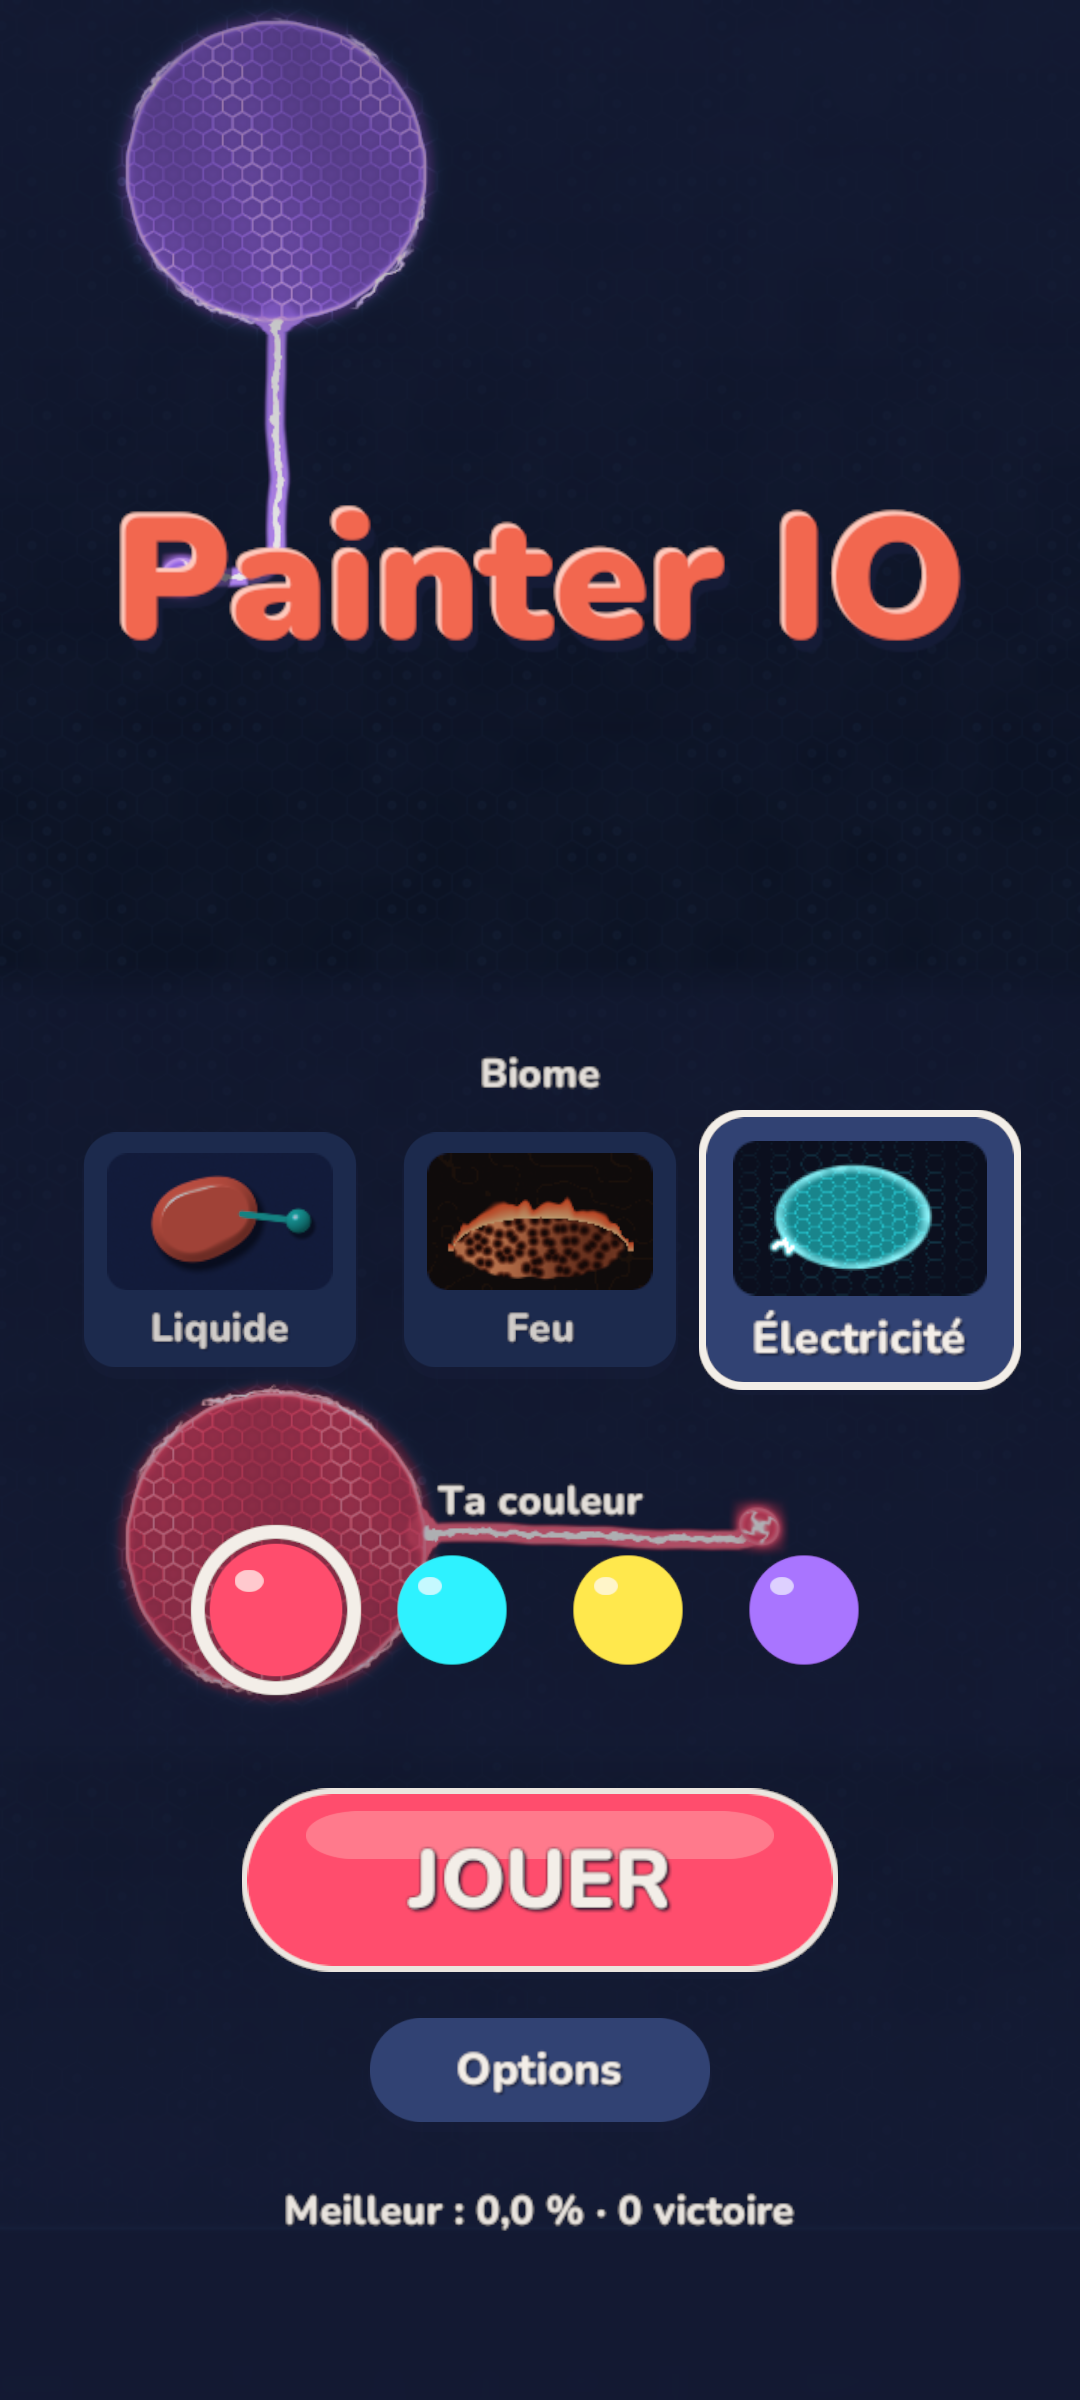 Painter IO
Biome
Liquide
Feu
Électricité
Ta couleur
JOUER
Options
Meilleur : 0,0 % · 0 victoire